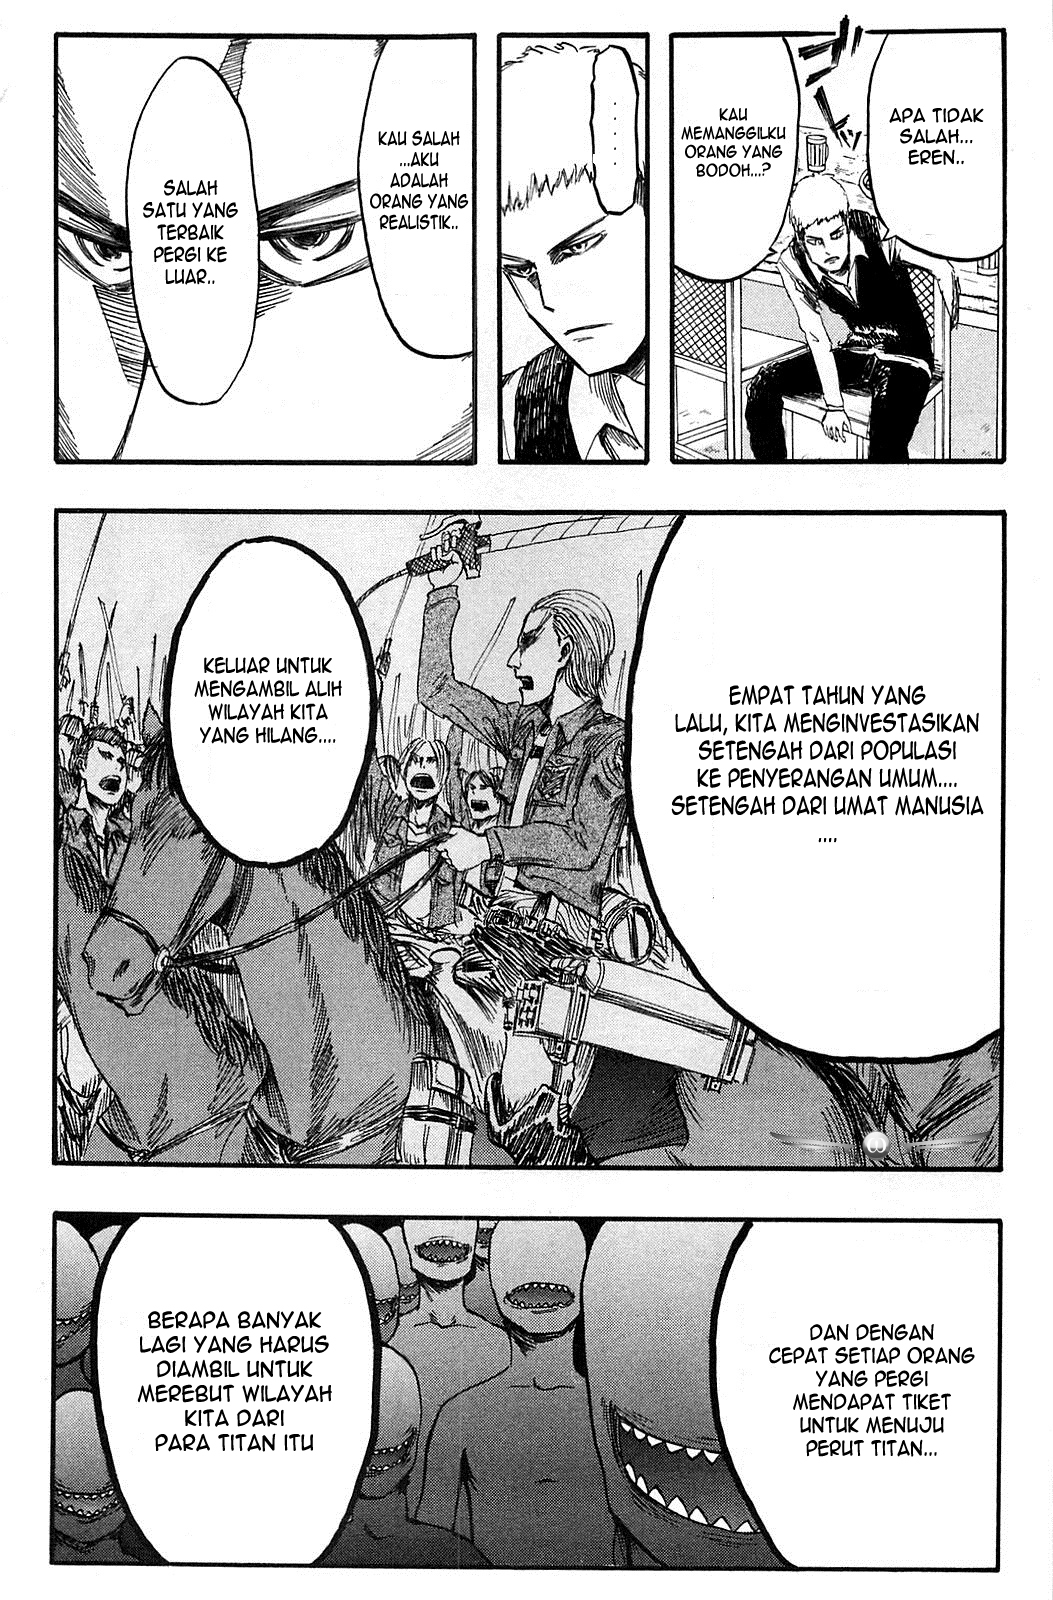 APA TIDAK
SALAH...
EREN..
KAU
MEMANGGILKU
ORANG YANG
BODOH...?
......
KAU SALAH
...AKU
ADALAH
ORANG YANG
REALISTIK..
SALAH
SATU YANG
TERBAIK
PERGI KE
LUAR..
EMPAT TAHUN YANG
LALU, KITA MENGINVESTASIKAN
SETENGAH DARI POPULASI
KE PENYERANGAN UMUM....
SETENGAH DARI UMAT MANUSIA
....
KELUAR UNTUK
MENGAMBIL ALIH
WILAYAH KITA
YANG HILANG....
DAN DENGAN
CEPAT SETIAP ORANG
YANG PERGI
MENDAPAT TIKET
UNTUK MENUJU
PERUT TITAN...
BERAPA BANYAK
LAGI YANG HARUS
DIAMBIL UNTUK
MEREBUT WILAYAH
KITA DARI
PARA TITAN ITU